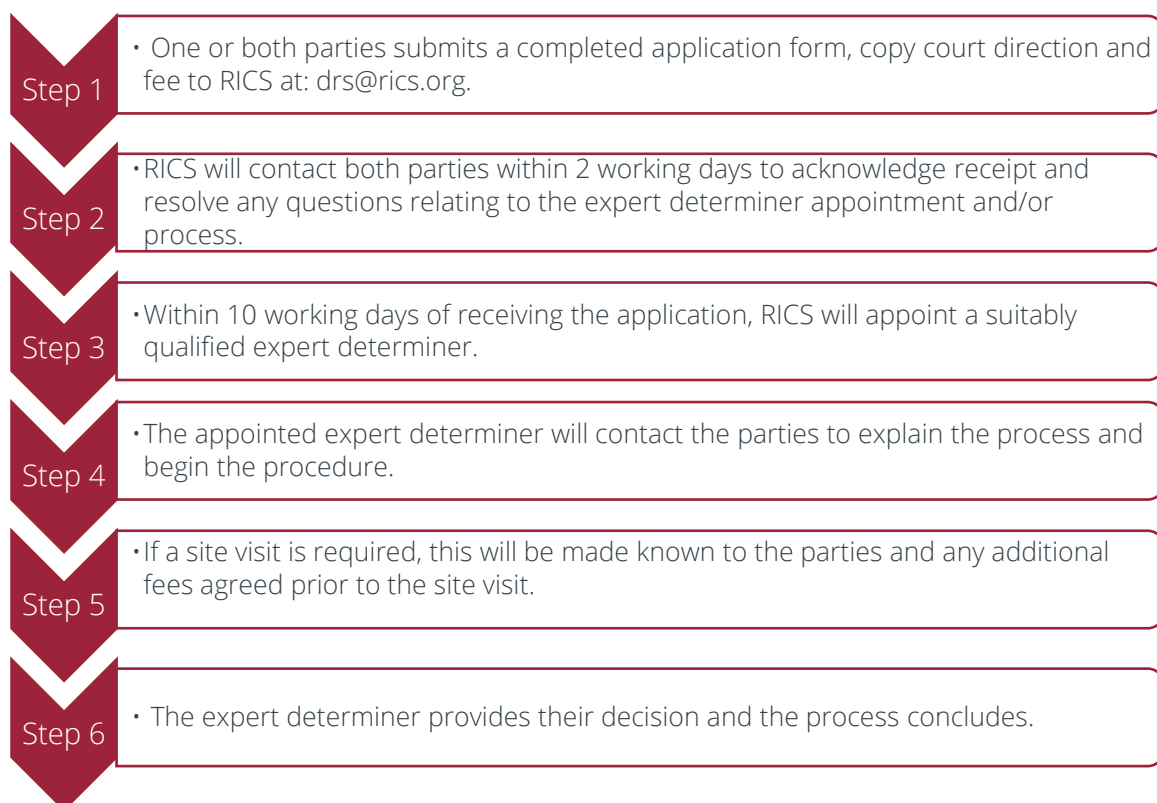 Step 1
• One or both parties submits a completed application form, copy court direction and
fee to RICS at: drs@rics.org.
Step 2
•RICS will contact both parties within 2 working days to acknowledge receipt and
resolve any questions relating to the expert determiner appointment and/or
process.
Step 3
•Within 10 working days of receiving the application, RICS will appoint a suitably
qualified expert determiner.
Step 4
•The appointed expert determiner will contact the parties to explain the process and
begin the procedure.
Step 5
•If a site visit is required, this will be made known to the parties and any additional
fees agreed prior to the site visit.
Step 6
• The expert determiner provides their decision and the process concludes.